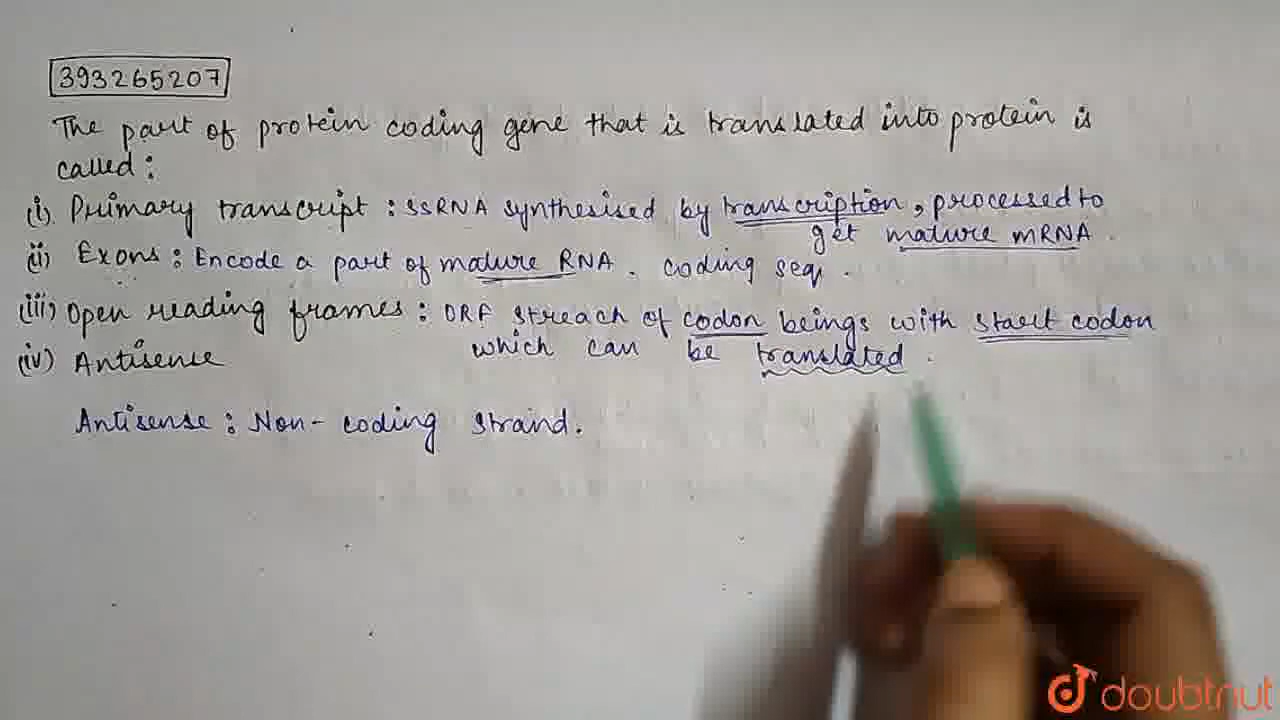 393265207
The part of protein coding gene that is translated into protein is
called:
(i) Primary transcript : SSRNA synthesised by transcription, processed to
get mature mRNA.
(ii) Exons : Encode a part of mature RNA. coding seq.
(iii) Open reading frames : ORF streach of codon beings with start codon
which can be translated.
(iv) Antisense
Antisense : Non-coding strand.
doubtnut